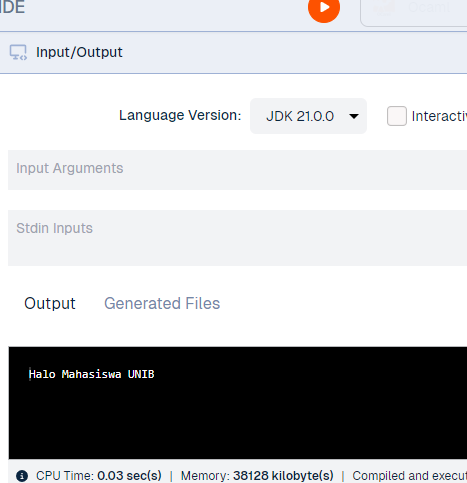 IDE
Input/Output
Language Version: JDK 21.0.0 Interactiv
Input Arguments
Stdin Inputs
Output Generated Files
Halo Mahasiswa UNIB
CPU Time: 0.03 sec(s) | Memory: 38128 kilobyte(s) | Compiled and execut